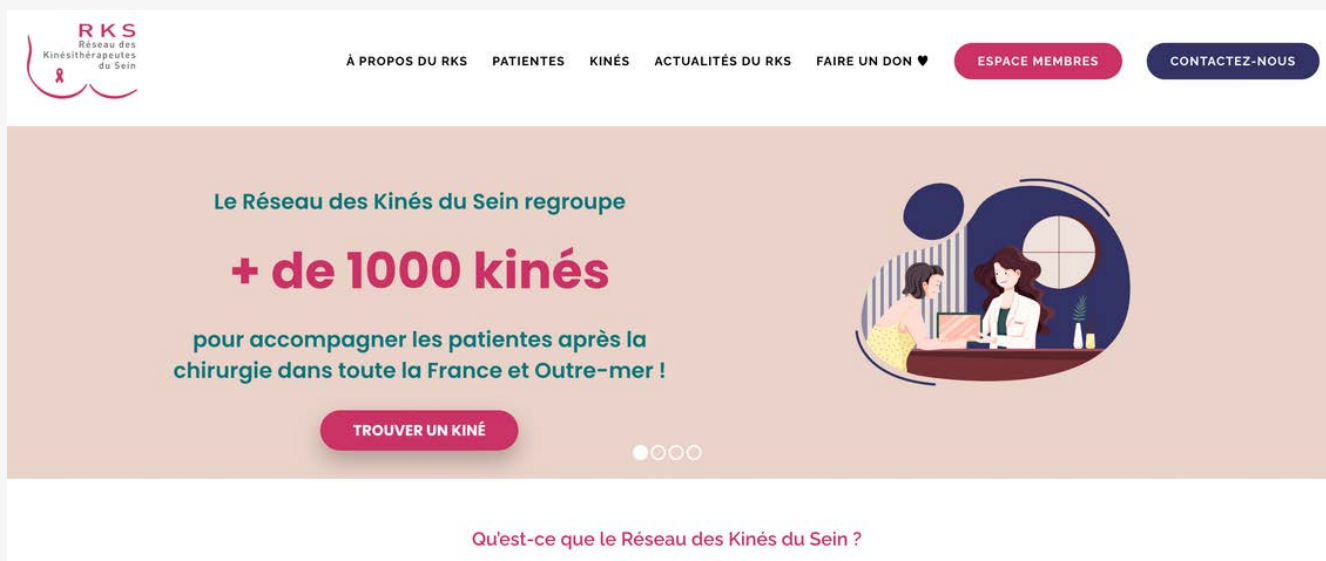 RKS
Réseau des
Kinésithérapeutes
du Sein
À PROPOS DU RKS
PATIENTES
KINÉS
ACTUALITÉS DU RKS
FAIRE UN DON ♥
ESPACE MEMBRES
CONTACTEZ-NOUS
Le Réseau des Kinés du Sein regroupe
+ de 1000 kinés
pour accompagner les patientes après la
chirurgie dans toute la France et Outre-mer !
TROUVER UN KINÉ
Qu'est-ce que le Réseau des Kinés du Sein ?